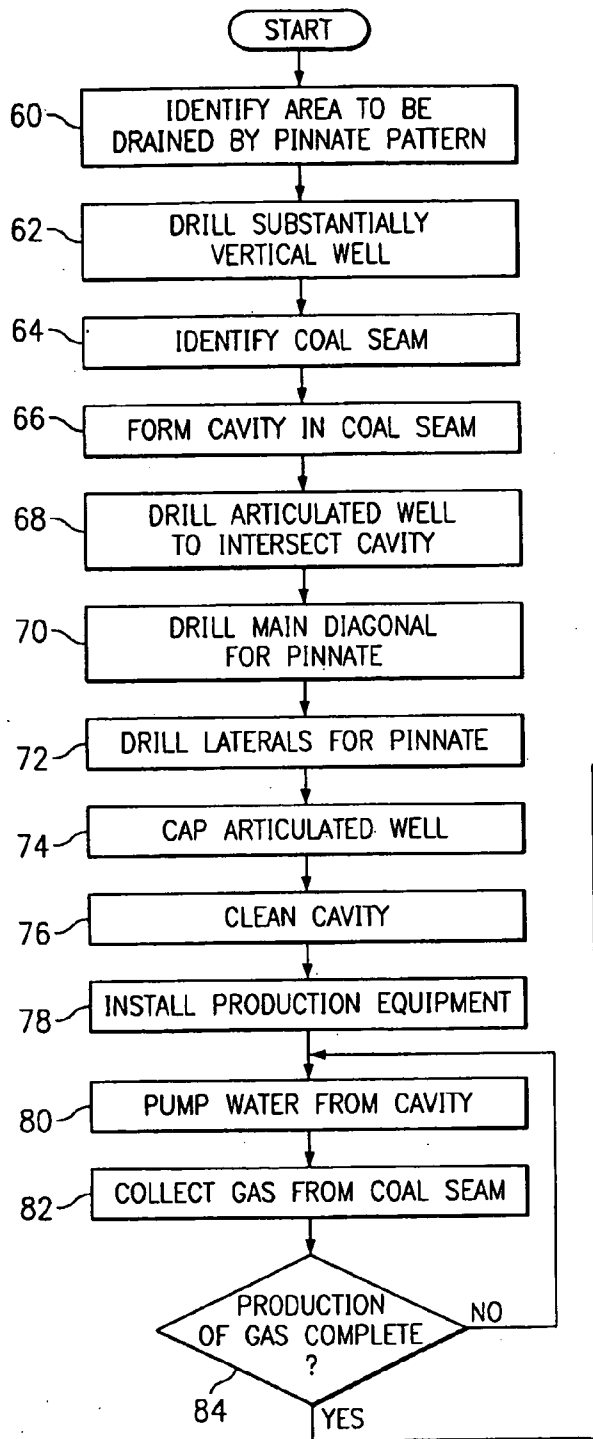 START
60
IDENTIFY AREA TO BE
DRAINED BY PINNATE PATTERN
62
DRILL SUBSTANTIALLY
VERTICAL WELL
64
IDENTIFY COAL SEAM
66
FORM CAVITY IN COAL SEAM
68
DRILL ARTICULATED WELL
TO INTERSECT CAVITY
70
DRILL MAIN DIAGONAL
FOR PINNATE
72
DRILL LATERALS FOR PINNATE
74
CAP ARTICULATED WELL
76
CLEAN CAVITY
78
INSTALL PRODUCTION EQUIPMENT
80
PUMP WATER FROM CAVITY
82
COLLECT GAS FROM COAL SEAM
PRODUCTION
OF GAS COMPLETE
?
NO
84
YES